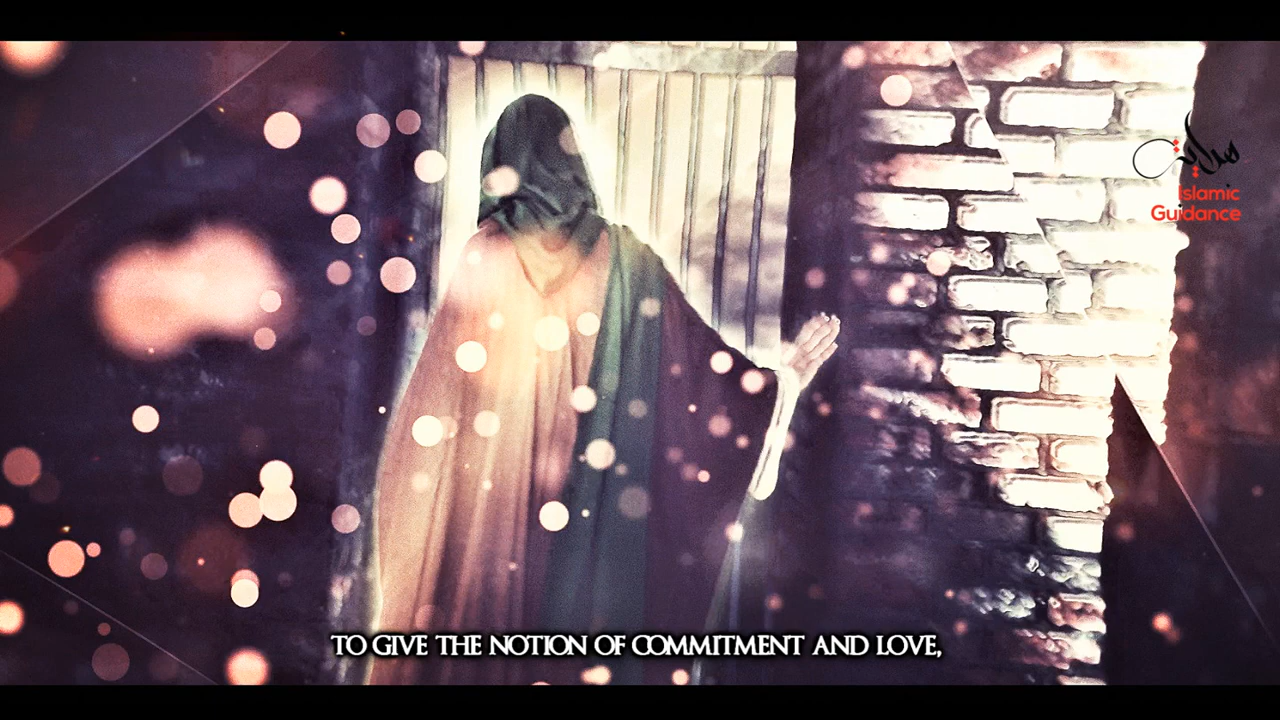 هداية
Islamic
Guidance
TO GIVE THE NOTION OF COMMITMENT AND LOVE,